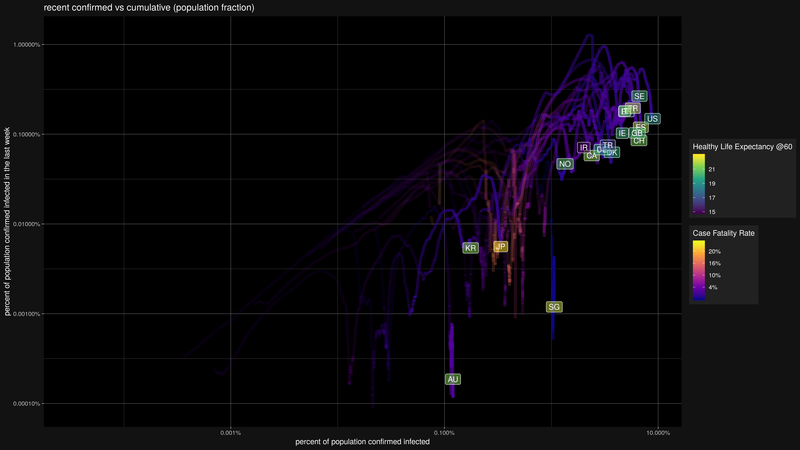 recent confirmed vs cumulative (population fraction)
percent of population confirmed infected in the last week
1.00000%
0.10000%
0.01000%
0.00100%
0.00010%
SE
US
IE
GB
CH
TR
IR
CA
NO
KR
JP
SG
AU
0.001%
0.100%
10.000%
percent of population confirmed infected
Healthy Life Expectancy @60
21
19
17
15
Case Fatality Rate
20%
16%
10%
4%